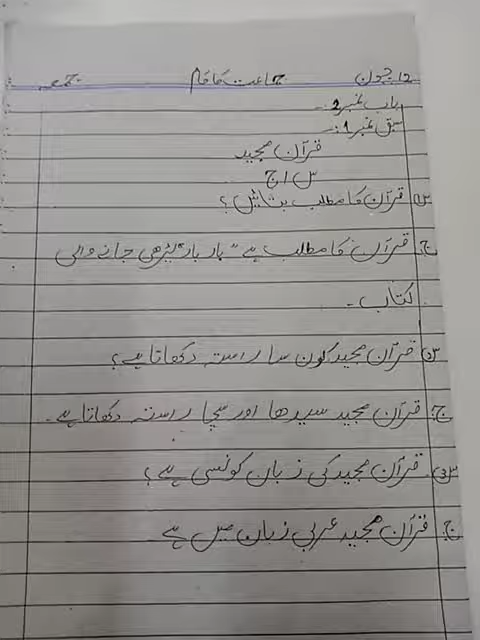 12 جون جماعت کا کام جمعہ
باب نمبر 2:-
سبق نمبر 1:-
قرآن مجید
س / ج
س1 قرآن کا مطلب بتائیں؟
ج: قرآن کا مطلب ہے "بار بار" پڑھی جانے والی
کتاب -
س2 قرآن مجید کون سا راستہ دکھاتا ہے؟
ج: قرآن مجید سیدھا اور سچا راستہ دکھاتا ہے-
س3 قرآن مجید کی زبان کونسی ہے؟
ج: قرآن مجید عربی زبان میں ہے